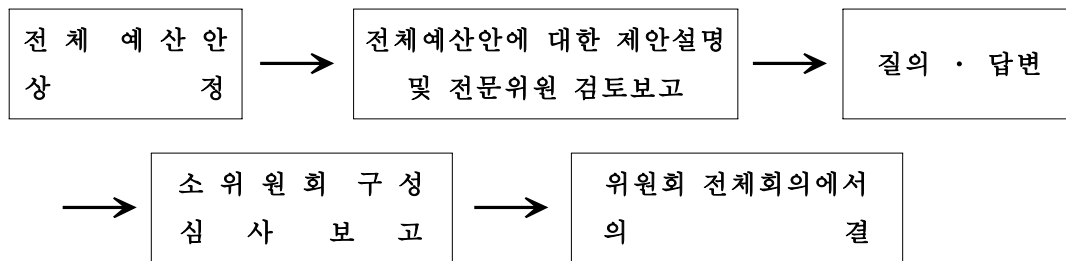 전체 예산안
상정
전체예산안에 대한 제안설명
및 전문위원 검토보고
질의 · 답변
소위원회 구성
심사 보고
위원회 전체회의에서
의결